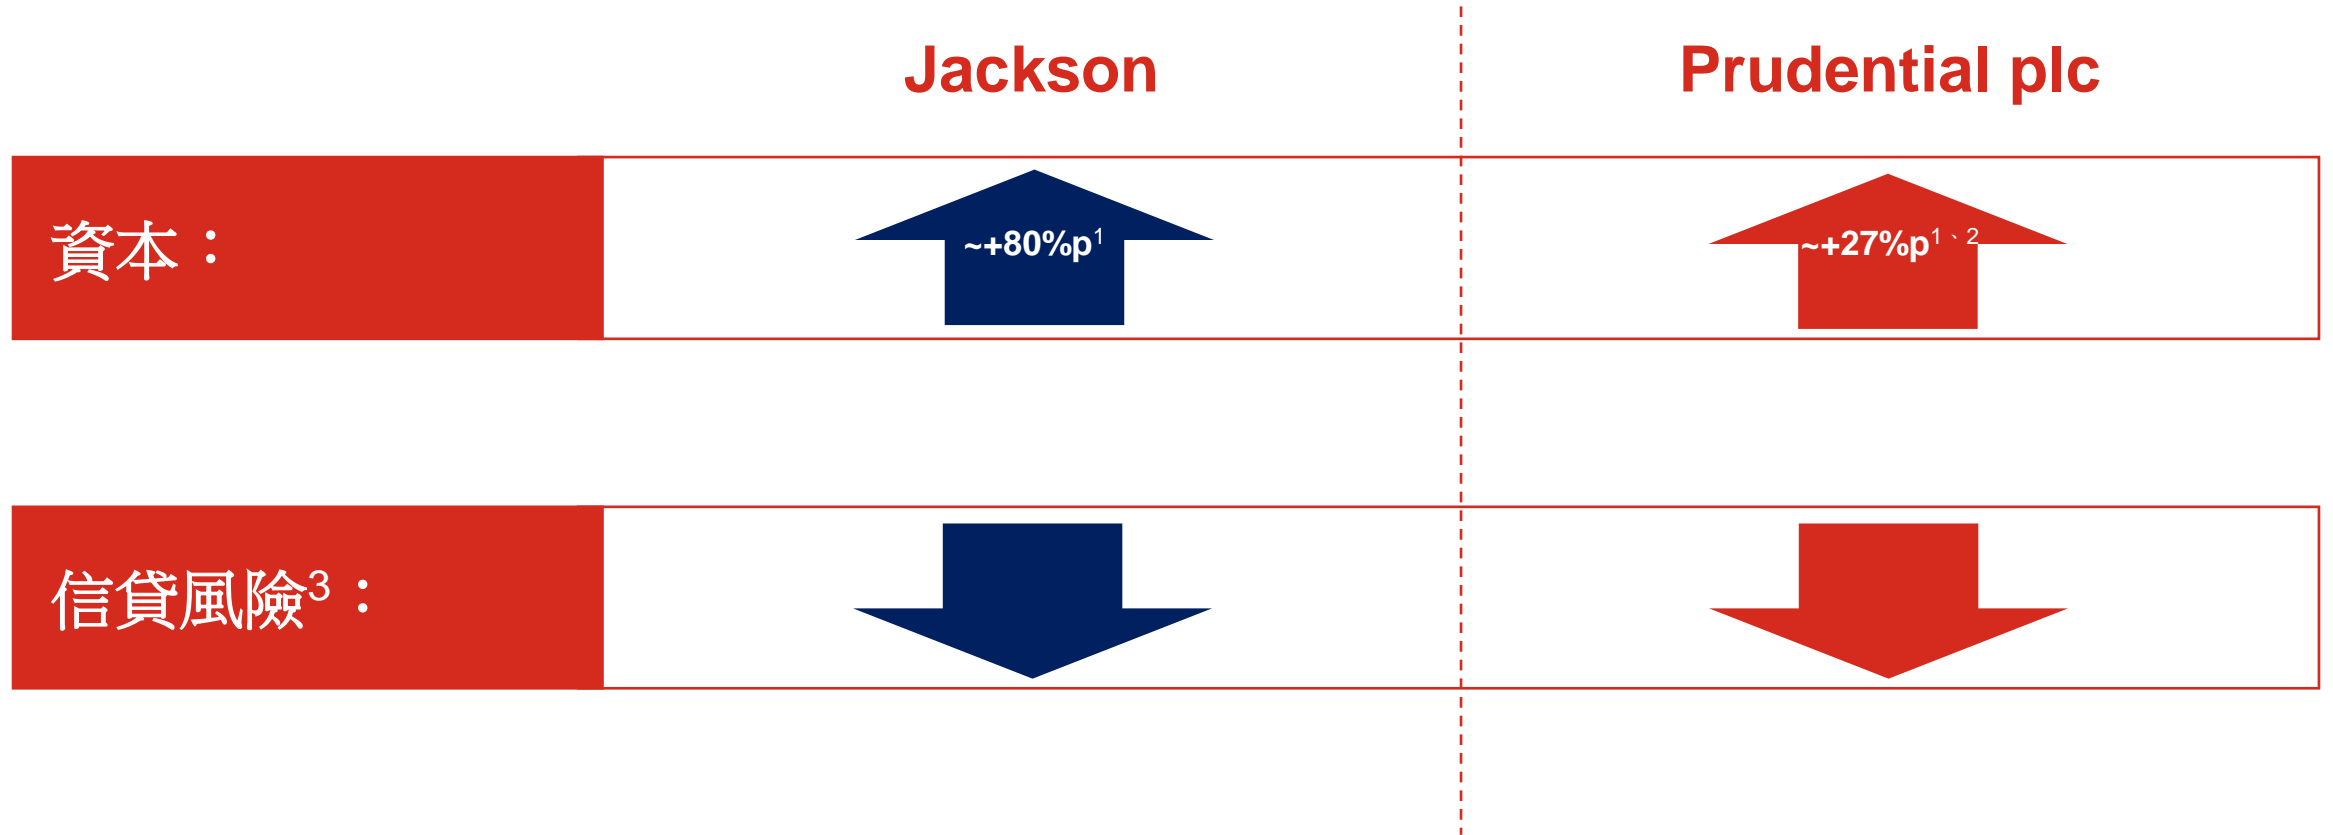 Jackson
Prudential plc
資本：
~+80%p¹
~+27%p¹、²
信貸風險³：